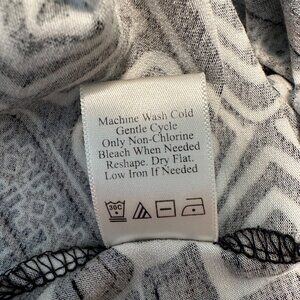 Machine Wash Cold
Gentle Cycle
Only Non-Chlorine
Bleach When Needed
Reshape. Dry Flat.
Low Iron If Needed
30C